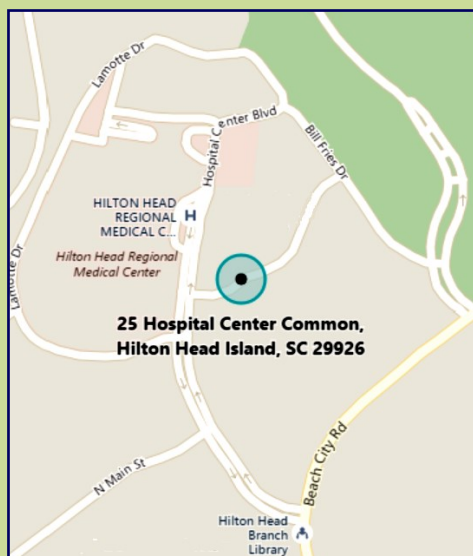 Lamotte Dr
Hospital Center Blvd
Bill Fries Dr
HILTON HEAD
REGIONAL
MEDICAL C...
H
Hilton Head Regional
Medical Center
Lamotte Dr
25 Hospital Center Common,
Hilton Head Island, SC 29926
N Main St
Beach City Rd
Hilton Head
Branch
Library